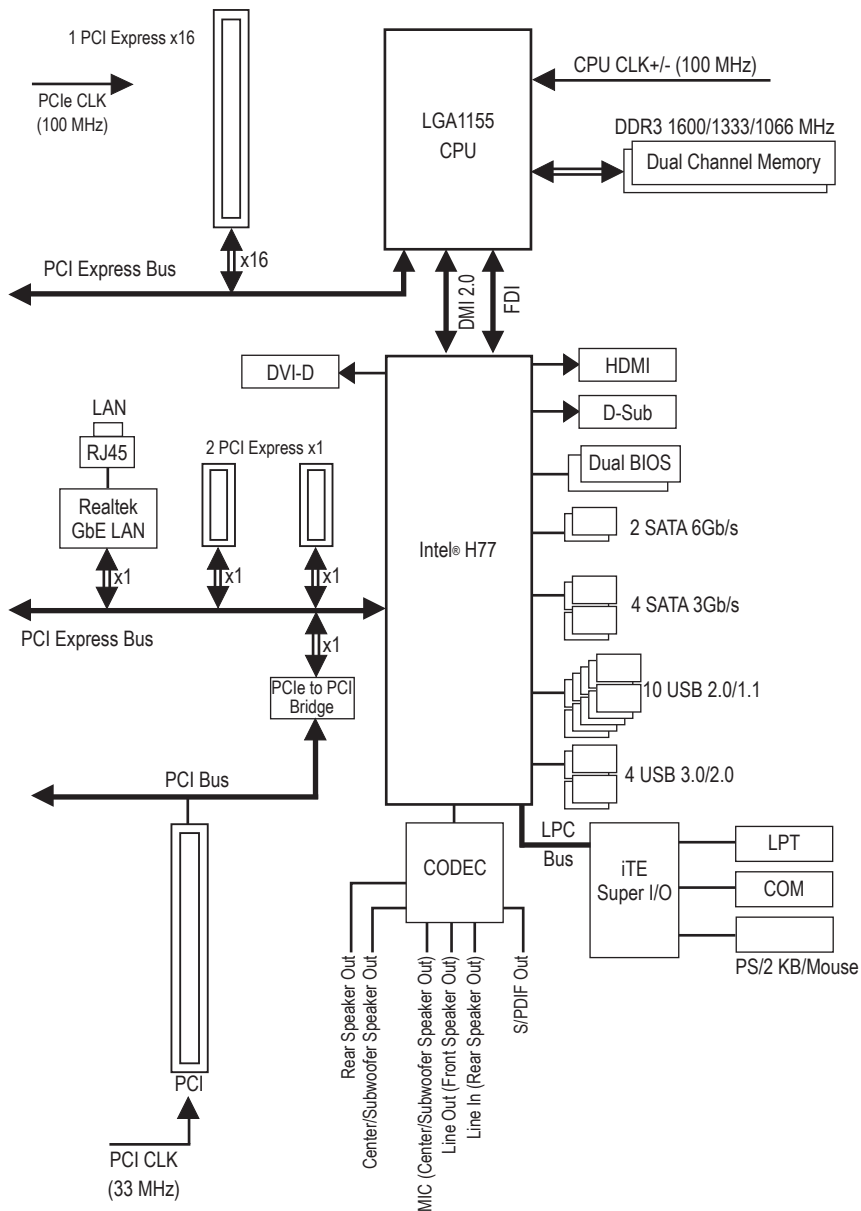 1 PCI Express x16
PCIe CLK
(100 MHz)
x16
PCI Express Bus
LGA1155
CPU
CPU CLK+/- (100 MHz)
DDR3 1600/1333/1066 MHz
Dual Channel Memory
DMI 2.0
FDI
DVI-D
HDMI
D-Sub
Dual BIOS
2 SATA 6Gb/s
4 SATA 3Gb/s
10 USB 2.0/1.1
4 USB 3.0/2.0
Intel® H77
LAN
RJ45
Realtek
GbE LAN
2 PCI Express x1
x1
x1
x1
PCI Express Bus
x1
PCIe to PCI
Bridge
PCI Bus
PCI
PCI CLK
(33 MHz)
CODEC
LPC
Bus
iTE
Super I/O
LPT
COM
PS/2 KB/Mouse
Rear Speaker Out
Center/Subwoofer Speaker Out
MIC (Center/Subwoofer Speaker Out)
Line Out (Front Speaker Out)
Line In (Rear Speaker Out)
S/PDIF Out